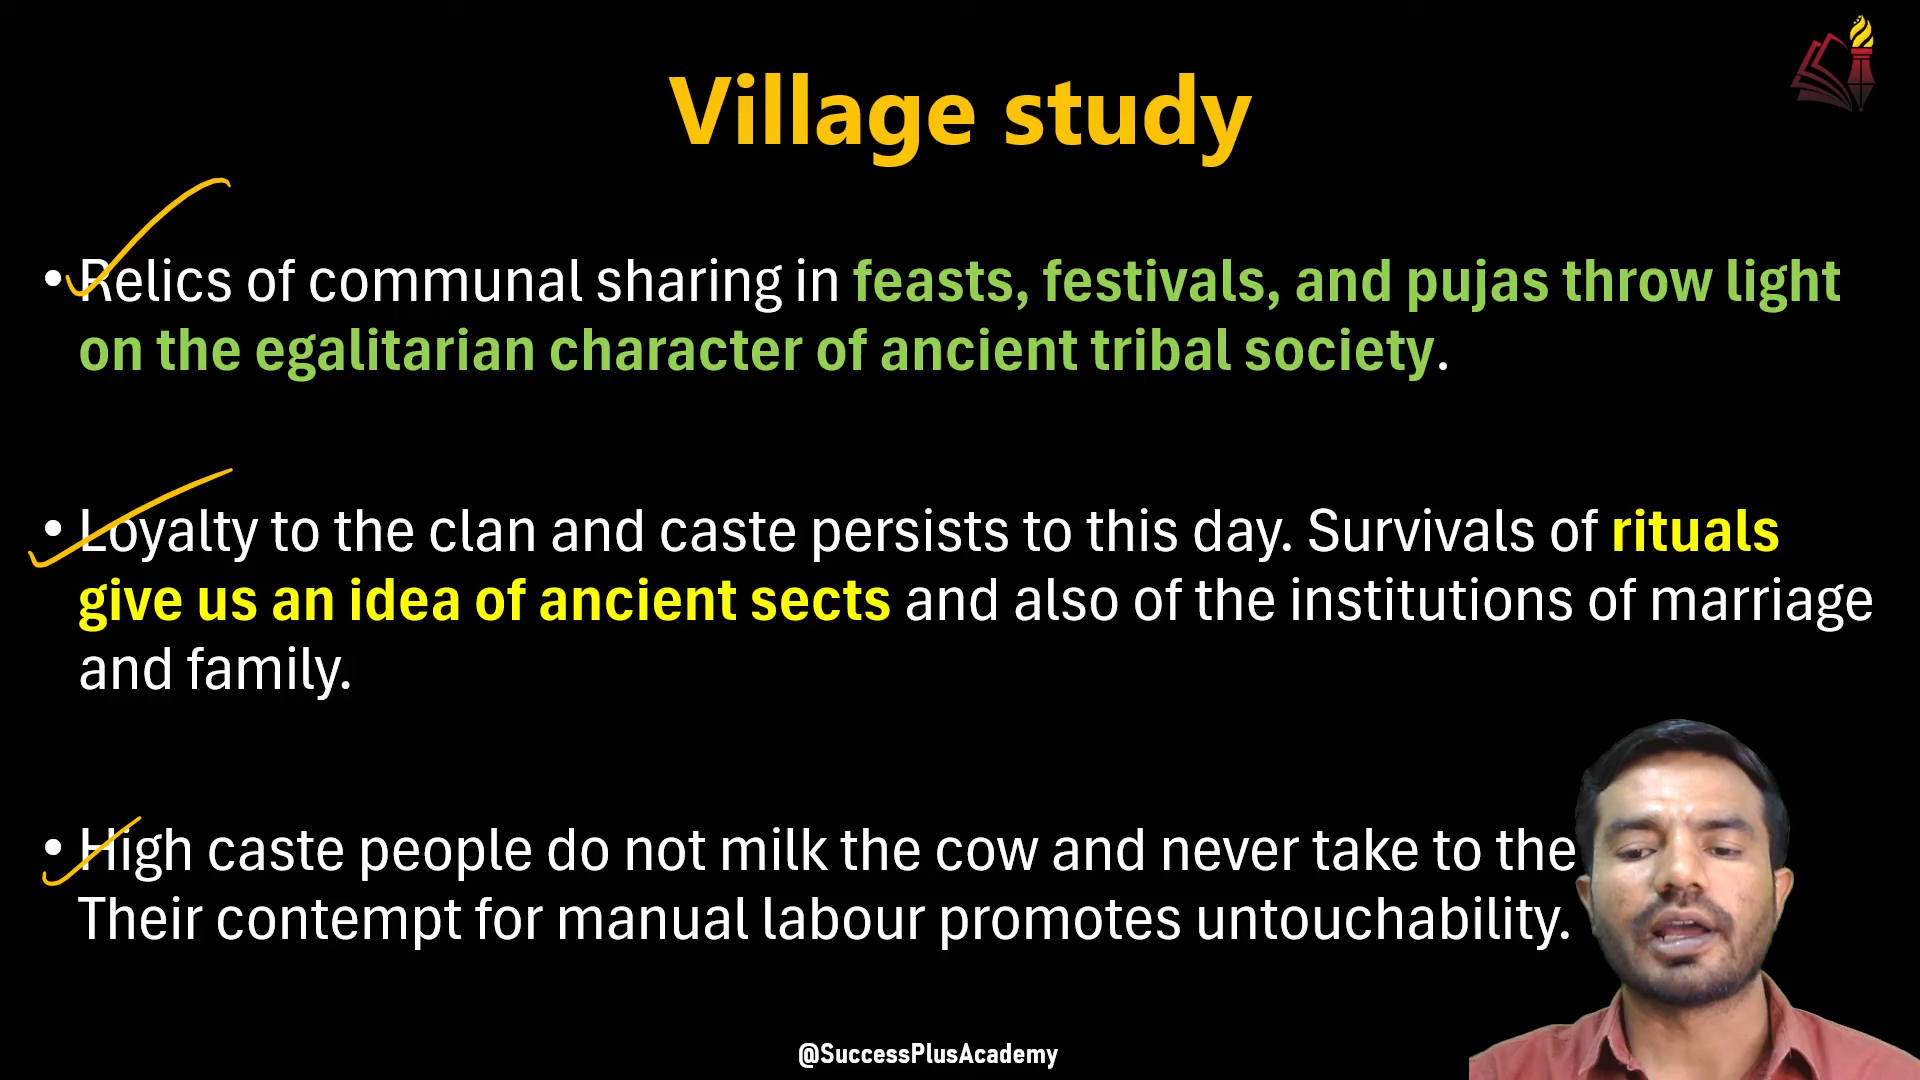 Village study
• Relics of communal sharing in feasts, festivals, and pujas throw light
on the egalitarian character of ancient tribal society.
• Loyalty to the clan and caste persists to this day. Survivals of rituals
give us an idea of ancient sects and also of the institutions of marriage
and family.
• High caste people do not milk the cow and never take to the
Their contempt for manual labour promotes untouchability.
@SuccessPlusAcademy